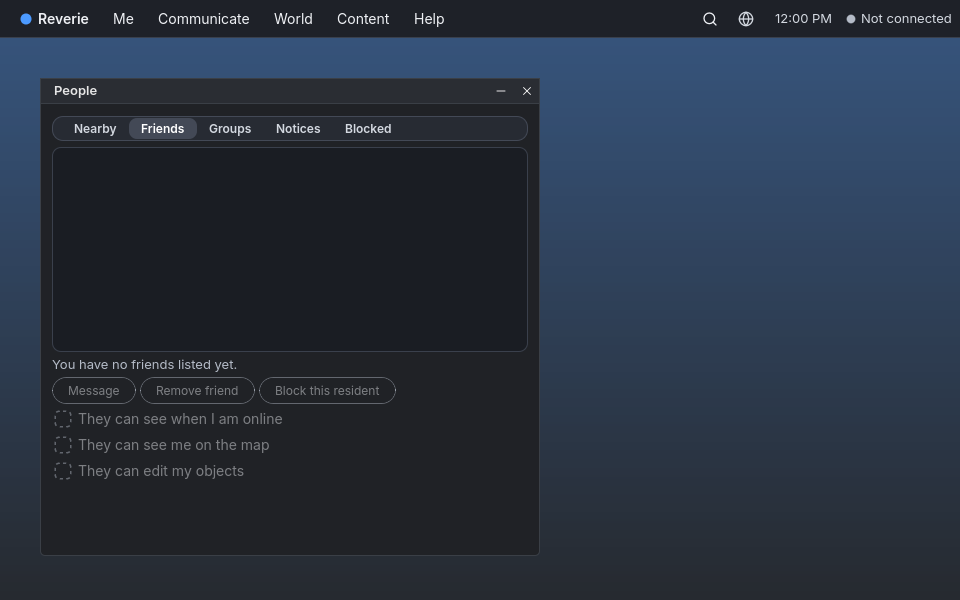 Reverie Me Communicate World Content Help 12:00 PM Not connected
People
Nearby Friends Groups Notices Blocked
You have no friends listed yet.
Message Remove friend Block this resident
They can see when I am online
They can see me on the map
They can edit my objects